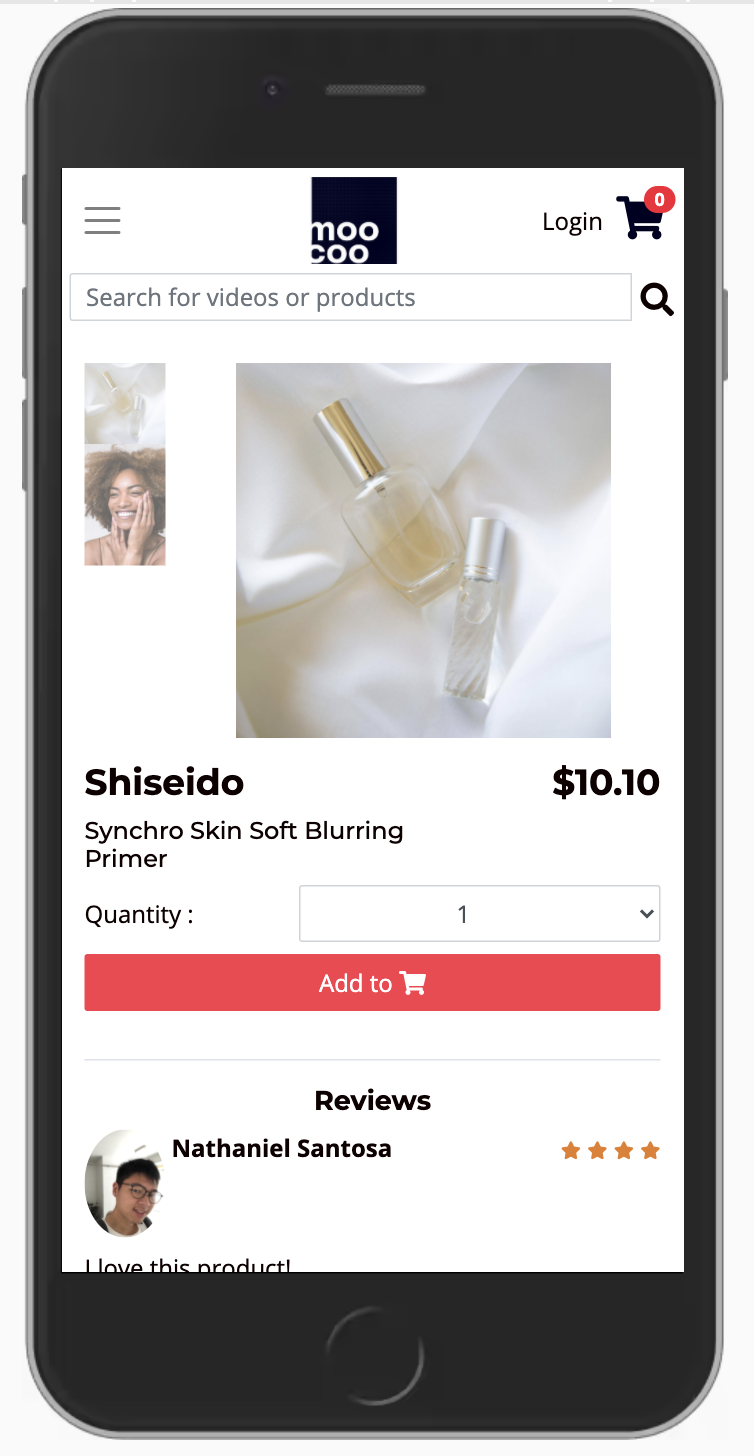 moo
coo
Login
0
Search for videos or products
Shiseido
$10.10
Synchro Skin Soft Blurring
Primer
Quantity :
1
Add to
Reviews
Nathaniel Santosa
I love this product!